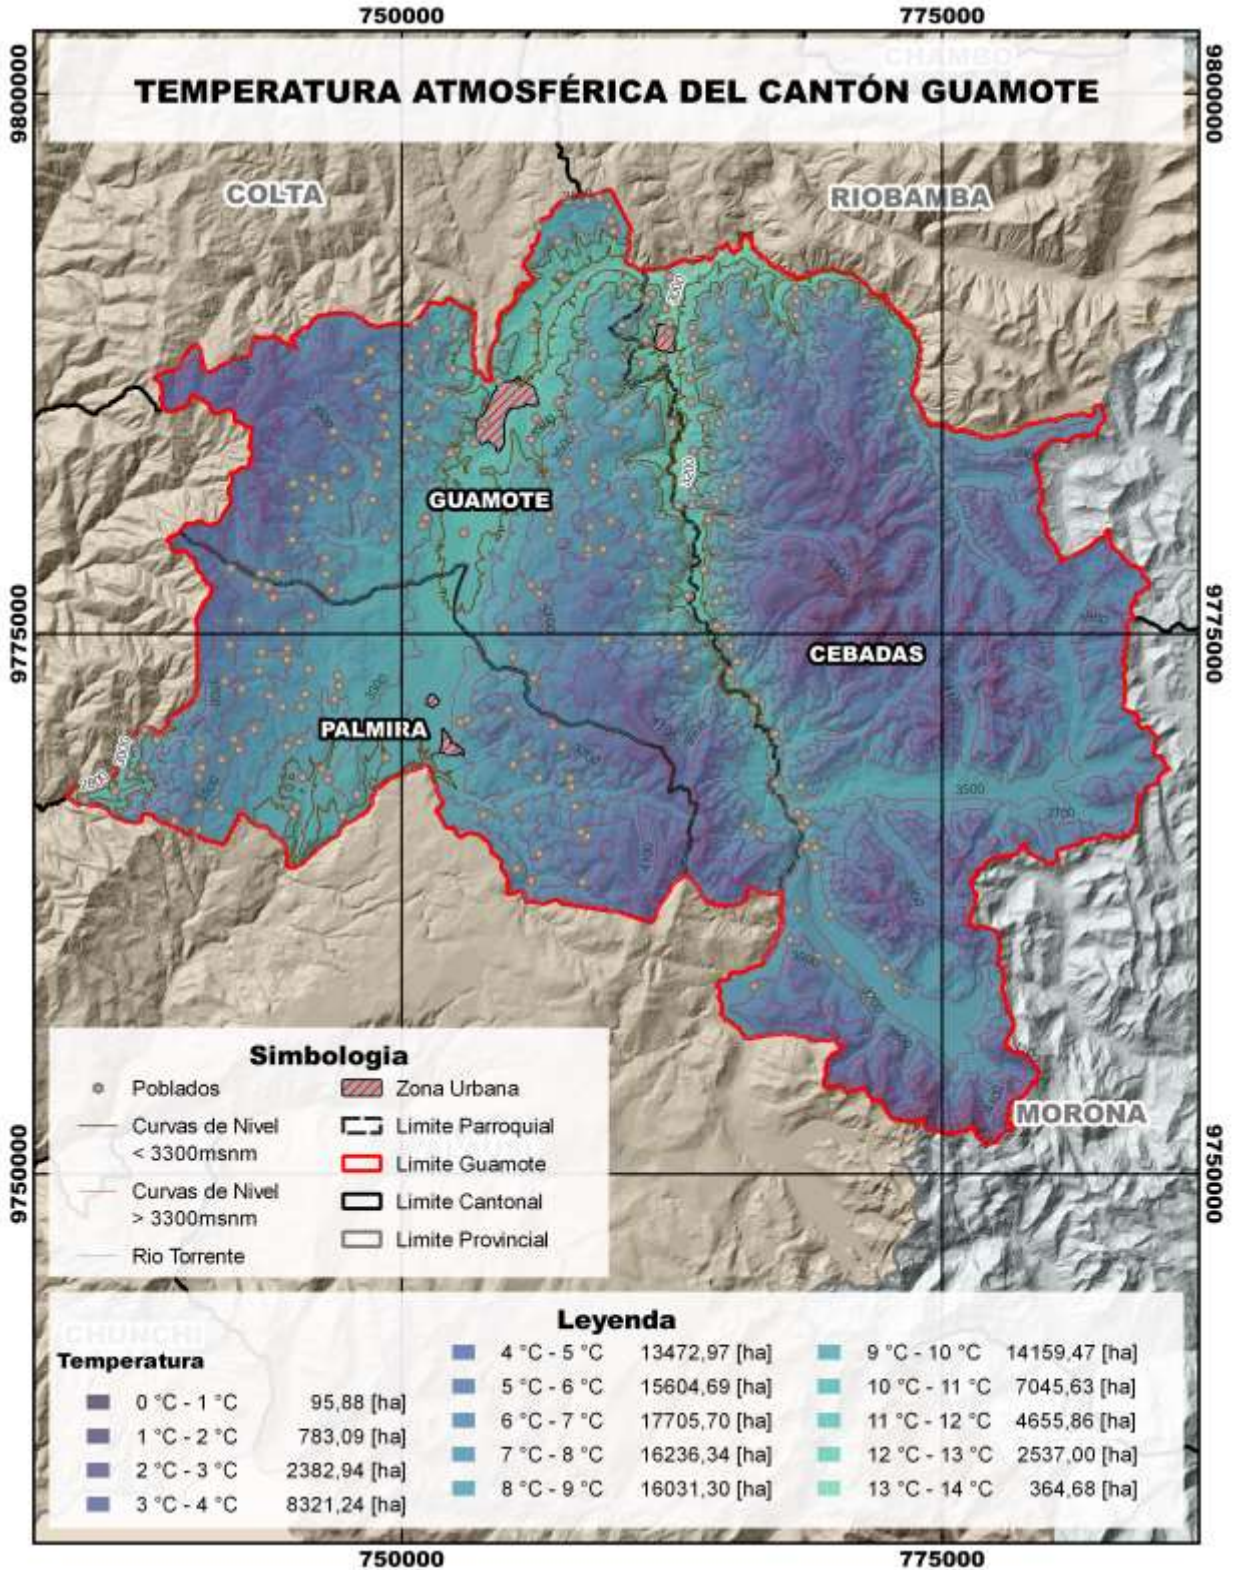 750000 775000
9800000 9800000
CHAMBO
TEMPERATURA ATMOSFÉRICA DEL CANTÓN GUAMOTE
COLTA
RIOBAMBA
3300
3200
GUAMOTE
9775000 9775000
CEBADAS
3000
PALMIRA
3000
2800
3500
3700
MORONA
9750000 9750000
Simbologia
Poblados
Curvas de Nivel
< 3300msnm
Curvas de Nivel
> 3300msnm
Rio Torrente
Zona Urbana
Limite Parroquial
Limite Guamote
Limite Cantonal
Limite Provincial
CHUNCHI
Leyenda
Temperatura
0 °C - 1 °C 95,88 [ha]
1 °C - 2 °C 783,09 [ha]
2 °C - 3 °C 2382,94 [ha]
3 °C - 4 °C 8321,24 [ha]
4 °C - 5 °C 13472,97 [ha]
5 °C - 6 °C 15604,69 [ha]
6 °C - 7 °C 17705,70 [ha]
7 °C - 8 °C 16236,34 [ha]
8 °C - 9 °C 16031,30 [ha]
9 °C - 10 °C 14159,47 [ha]
10 °C - 11 °C 7045,63 [ha]
11 °C - 12 °C 4655,86 [ha]
12 °C - 13 °C 2537,00 [ha]
13 °C - 14 °C 364,68 [ha]
750000 775000